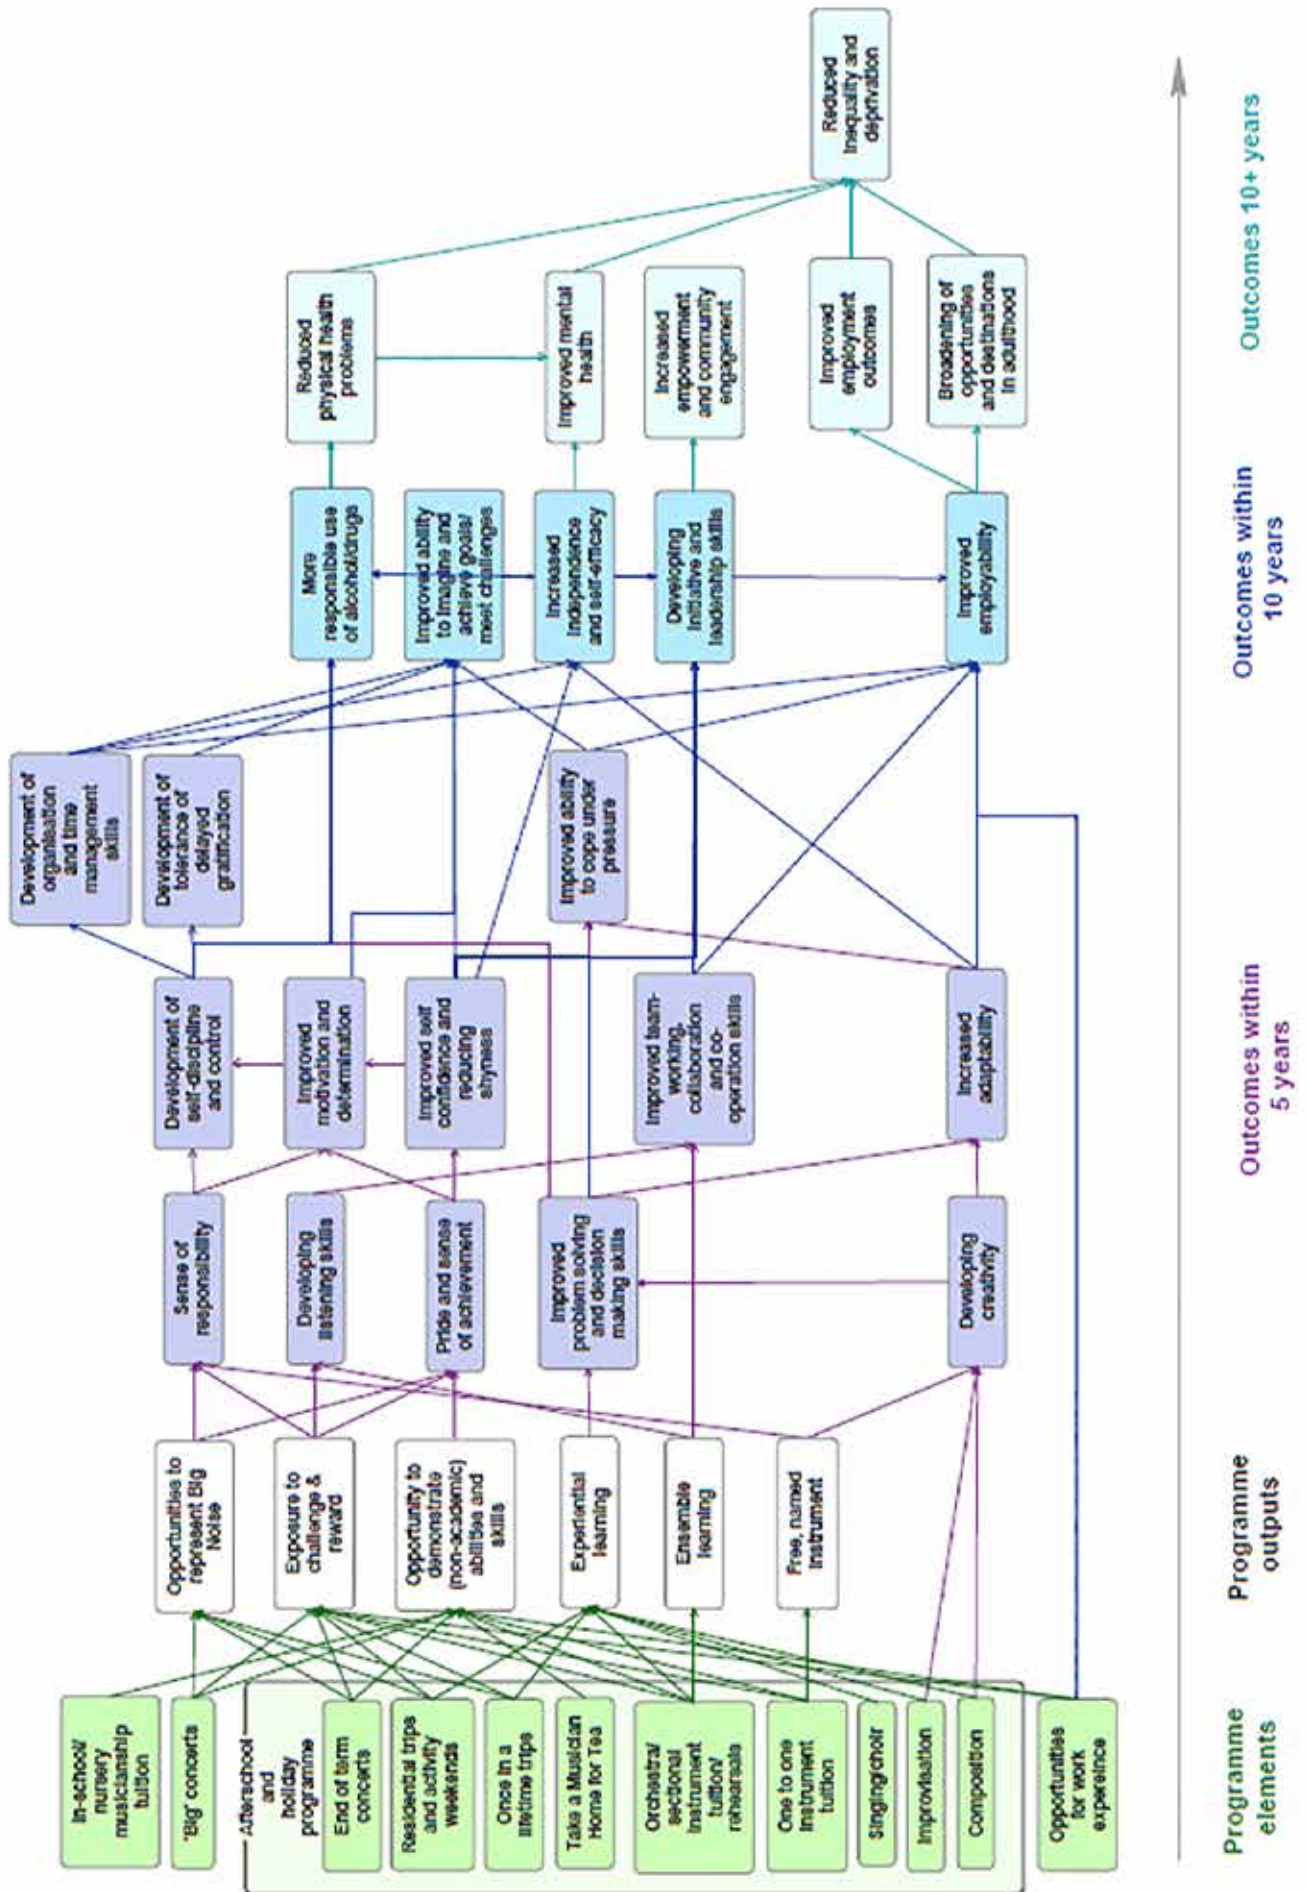 In-school/
nursery
musicianship
tuition
'Big' concerts
Afterschool
and
holiday
programme
End of term
concerts
Residential trips
and activity
weekends
Once in a
lifetime trips
Take a Musician
Home for Tea
Orchestra/
sectional
instrument
tuition/
rehearsals
One to one
instrument
tuition
Singing/choir
Improvisation
Composition
Opportunities
for work
expereince
Opportunities to
represent Big
Noise
Exposure to
challenge &
reward
Opportunity to
demonstrate
(non-academic)
abilities and
skills
Experiential
learning
Ensemble
learning
Free, named
instrument
Sense of
responsibility
Developing
listening skills
Pride and sense
of achievement
Improved
problem solving
and decision
making skills
Developing
creativity
Development of
self-discipline
and control
Improved
motivation and
determination
Improved self
confidence and
reducing
shyness
Improved team-
working,
collaboration
and co-
operation skills
Increased
adaptability
Development of
organisation
and time
management
skills
Development of
tolerance of
delayed
gratification
Improved ability
to cope under
pressure
More
responsible use
of alcohol/drugs
Improved ability
to imagine and
achieve goals/
meet challenges
Increased
independence
and self-efficacy
Developing
initiative and
leadership skills
Improved
employability
Reduced
physical health
problems
Improved mental
health
Increased
empowerment
and community
engagement
Improved
employment
outcomes
Broadening of
opportunities
and destinations
in adulthood
Reduced
inequality and
deprivation
Programme
elements
Programme
outputs
Outcomes within
5 years
Outcomes within
10 years
Outcomes 10+ years